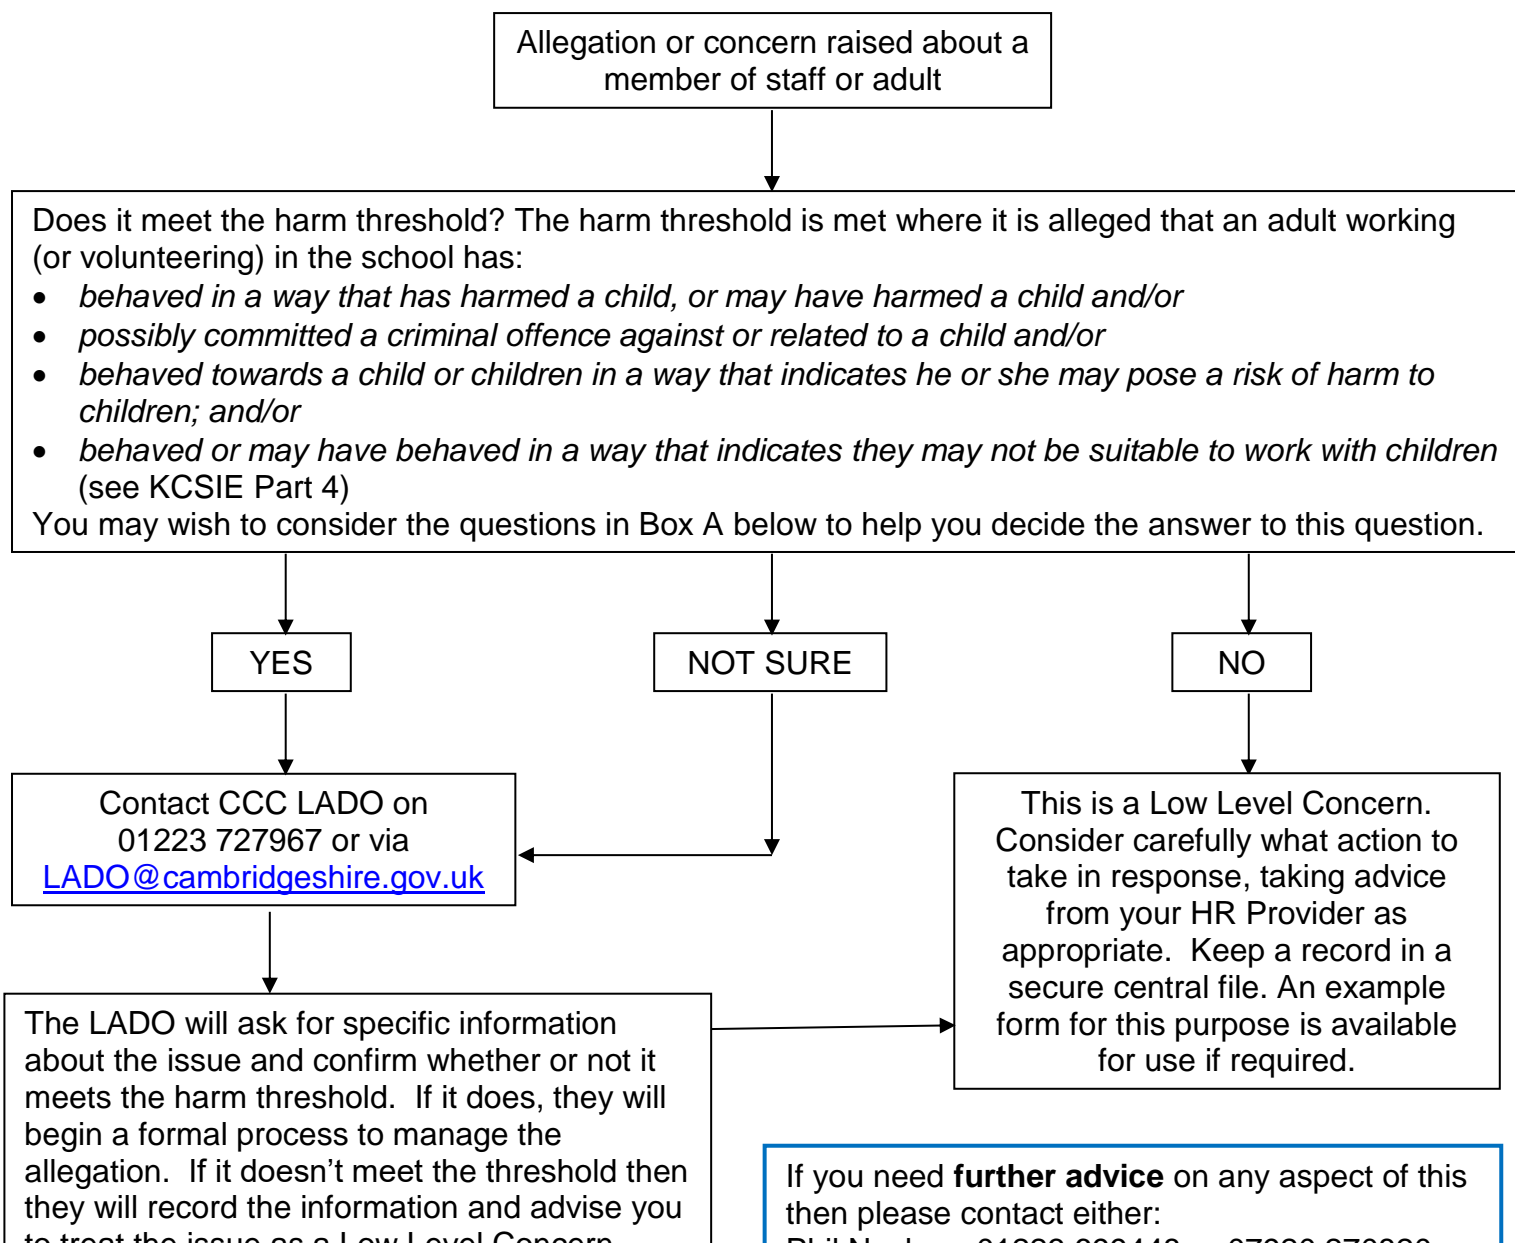 Allegation or concern raised about a
member of staff or adult
Does it meet the harm threshold? The harm threshold is met where it is alleged that an adult working
(or volunteering) in the school has:
• behaved in a way that has harmed a child, or may have harmed a child and/or
• possibly committed a criminal offence against or related to a child and/or
• behaved towards a child or children in a way that indicates he or she may pose a risk of harm to
children; and/or
• behaved or may have behaved in a way that indicates they may not be suitable to work with children
(see KCSIE Part 4)
You may wish to consider the questions in Box A below to help you decide the answer to this question.
YES
NOT SURE
NO
Contact CCC LADO on
01223 727967 or via
LADO@cambridgeshire.gov.uk
This is a Low Level Concern.
Consider carefully what action to
take in response, taking advice
from your HR Provider as
appropriate. Keep a record in a
secure central file. An example
form for this purpose is available
for use if required.
The LADO will ask for specific information
about the issue and confirm whether or not it
meets the harm threshold. If it does, they will
begin a formal process to manage the
allegation. If it doesn't meet the threshold then
they will record the information and advise you
to treat the issue as a Low Level Concern
If you need further advice on any aspect of this
then please contact either:
Phil